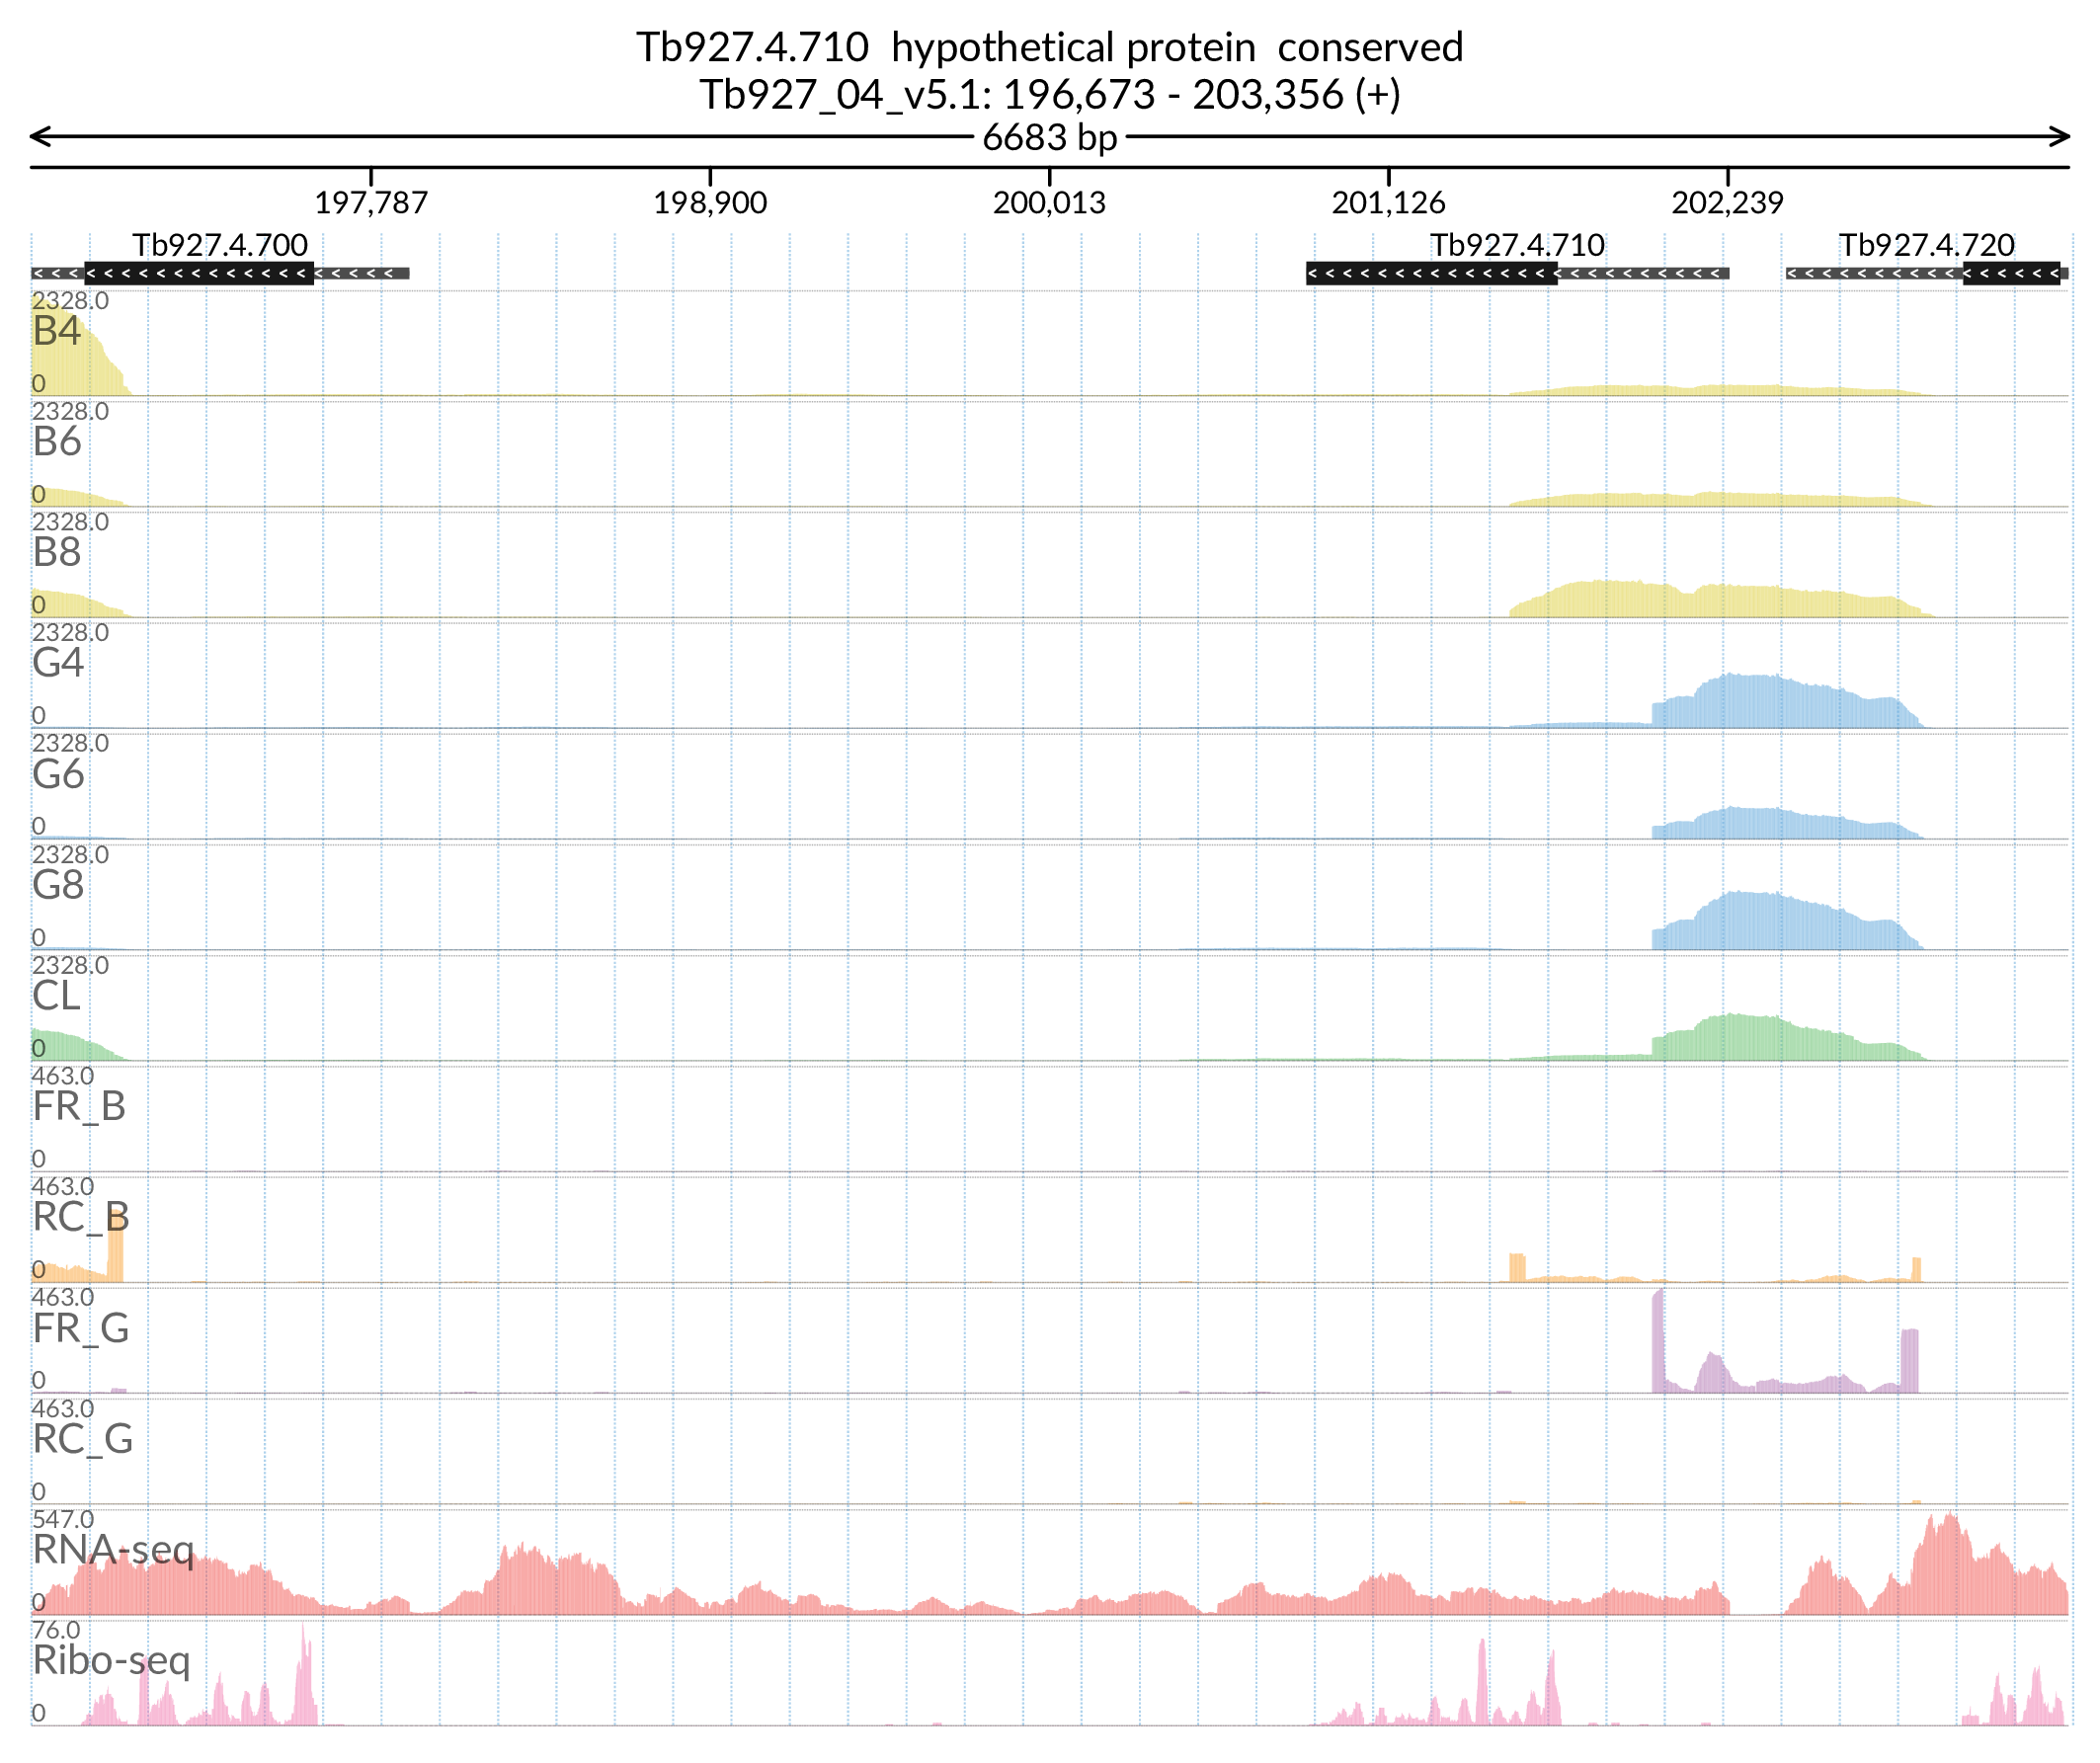 Tb927.4.710  hypothetical protein  conserved
Tb927_04_v5.1: 196,673 - 203,356 (+)
6683 bp
197,787 198,900 200,013 201,126 202,239
Tb927.4.700 Tb927.4.710 Tb927.4.720
2328.0
B4
0
2328.0
B6
0
2328.0
B8
0
2328.0
G4
0
2328.0
G6
0
2328.0
G8
0
2328.0
CL
0
463.0
FR_B
0
463.0
RC_B
0
463.0
FR_G
0
463.0
RC_G
0
547.0
RNA-seq
0
76.0
Ribo-seq
0